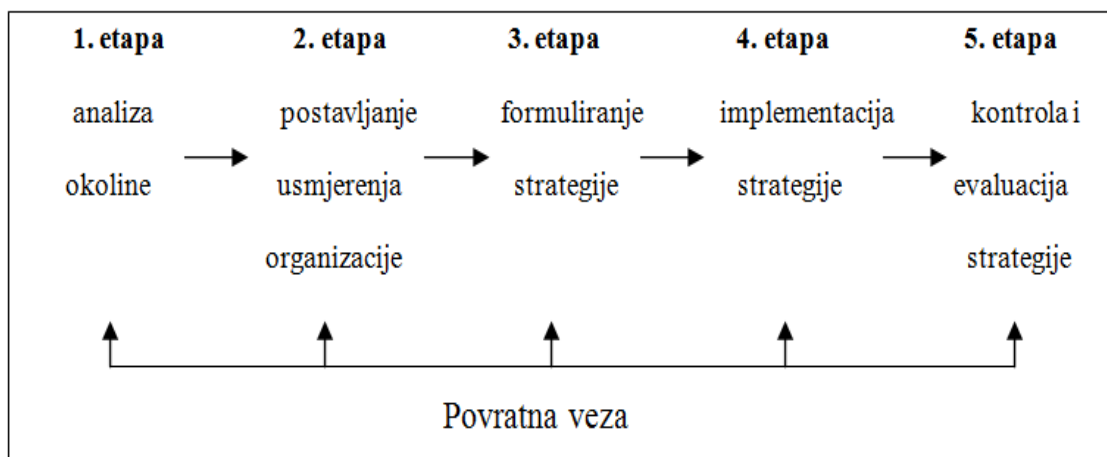 1. etapa 2. etapa 3. etapa 4. etapa 5. etapa
analiza postavljanje formuliranje implementacija kontrola i
okoline usmjerenja strategije strategije evaluacija
organizacije strategije
Povratna veza